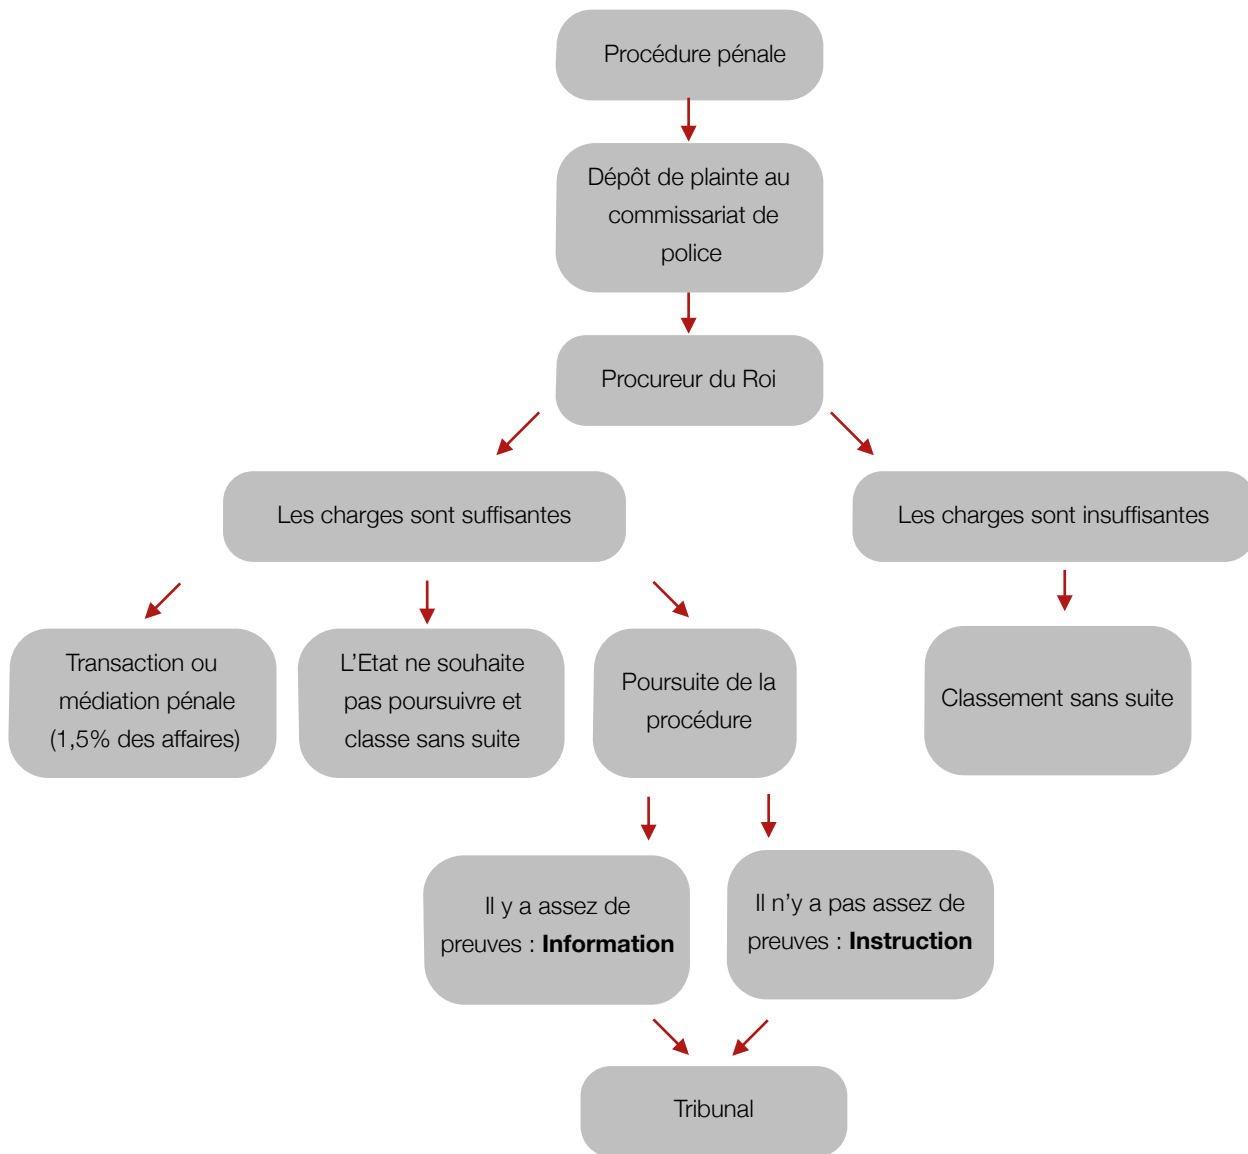 Procédure pénale
Dépôt de plainte au
commissariat de
police
Procureur du Roi
Les charges sont suffisantes
Les charges sont insuffisantes
Transaction ou
médiation pénale
(1,5% des affaires)
L’Etat ne souhaite
pas poursuivre et
classe sans suite
Poursuite de la
procédure
Classement sans suite
Il y a assez de
preuves : Information
Il n’y a pas assez de
preuves : Instruction
Tribunal